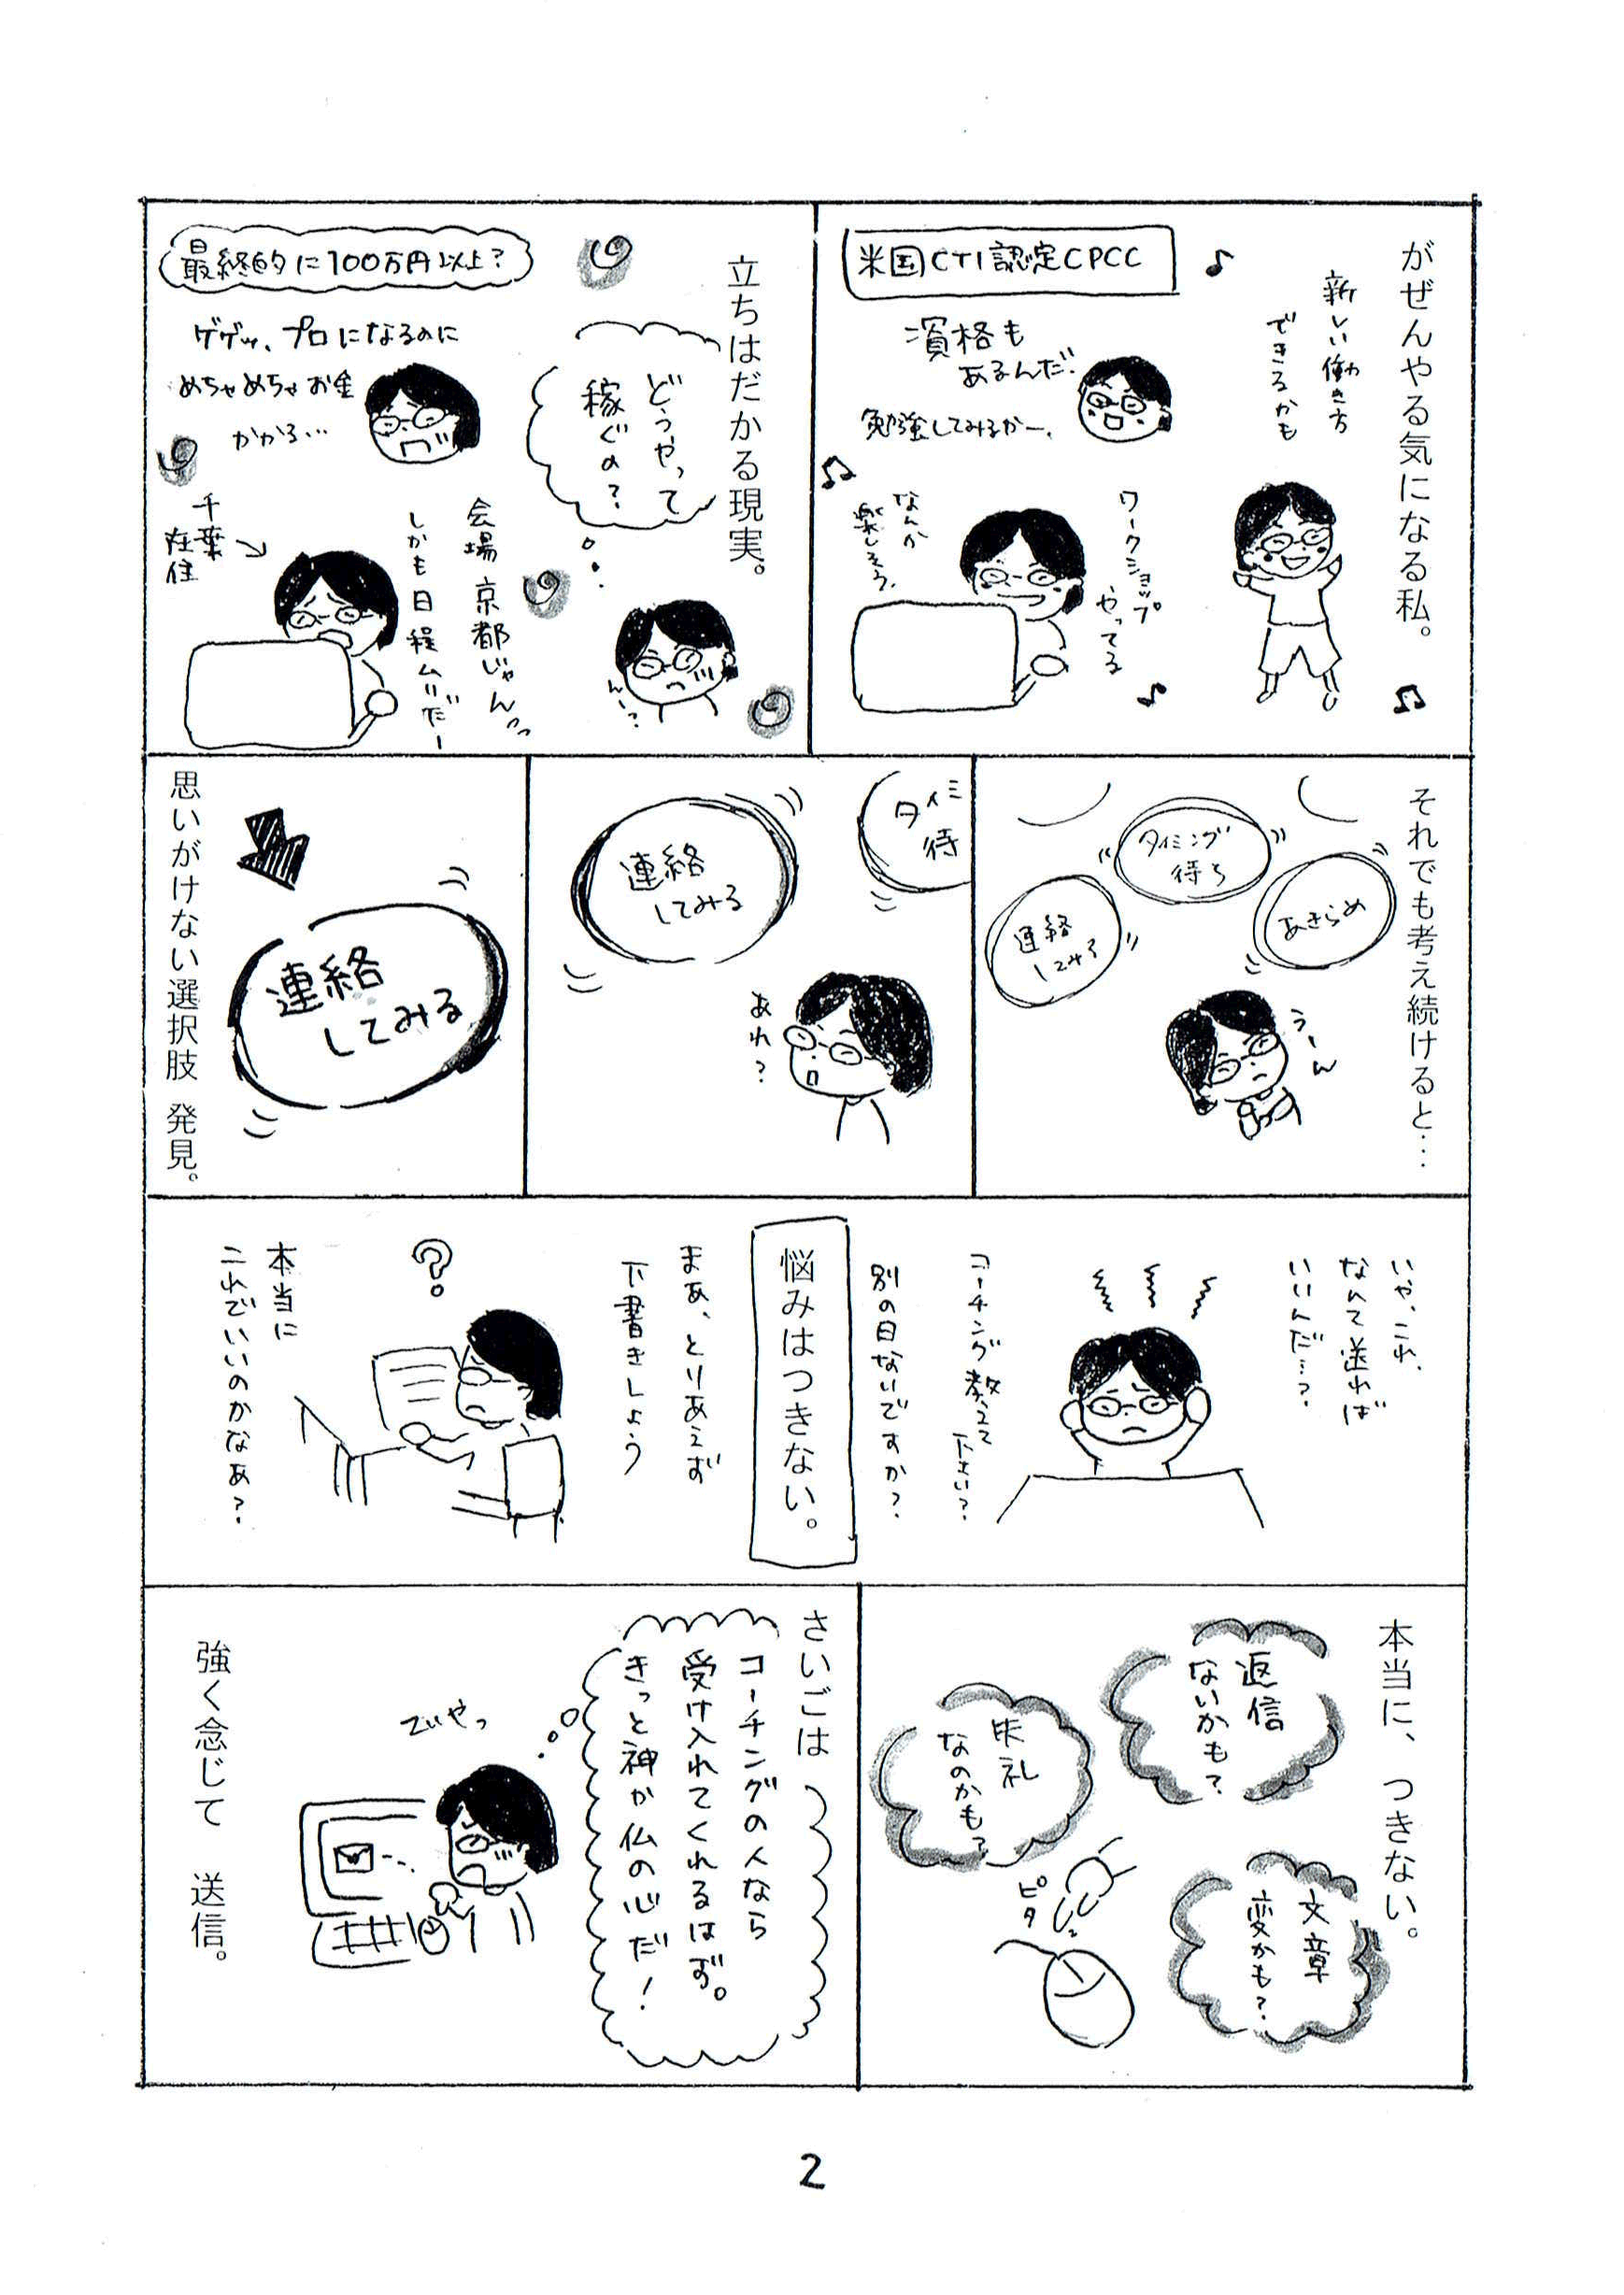 がぜんやる気になる私。
新しい働き方
できるかも
米国CTI認定CPCC
資格も
あるんだ!
勉強してみるかー、
ワークショップ
やってる
なんか
楽しそう、
立ちはだかる現実。
どうやって
稼ぐの?
ん〜?
最終的に100万円以上?
ゲゲッ、プロになるのに
めちゃめちゃお金
かかる…
会場 京都じゃんっ
しかも日程ムリだー
千葉
在住
それでも考え続けると…
あきらめ
タイミング
待ち
連絡
してみる
うーん
タイミ
待
連絡
してみる
あれ?
連絡
してみる
思いがけない選択肢 発見。
いや、これ、
なんて送れば
いいんだ…?
コーチング教えて
下さい?
別の日ないですか?
悩みはつきない。
まあ、とりあえず
下書きしよう
本当に
これでいいのかなあ?
本当に、つきない。
返信
ないかも?
失礼
なのかも?
文章
変かも?
ピタ
さいごは
コーチングの人なら
受け入れてくれるはず。
きっと神か仏の心だ!
てぃやっ
強く念じて 送信。
2